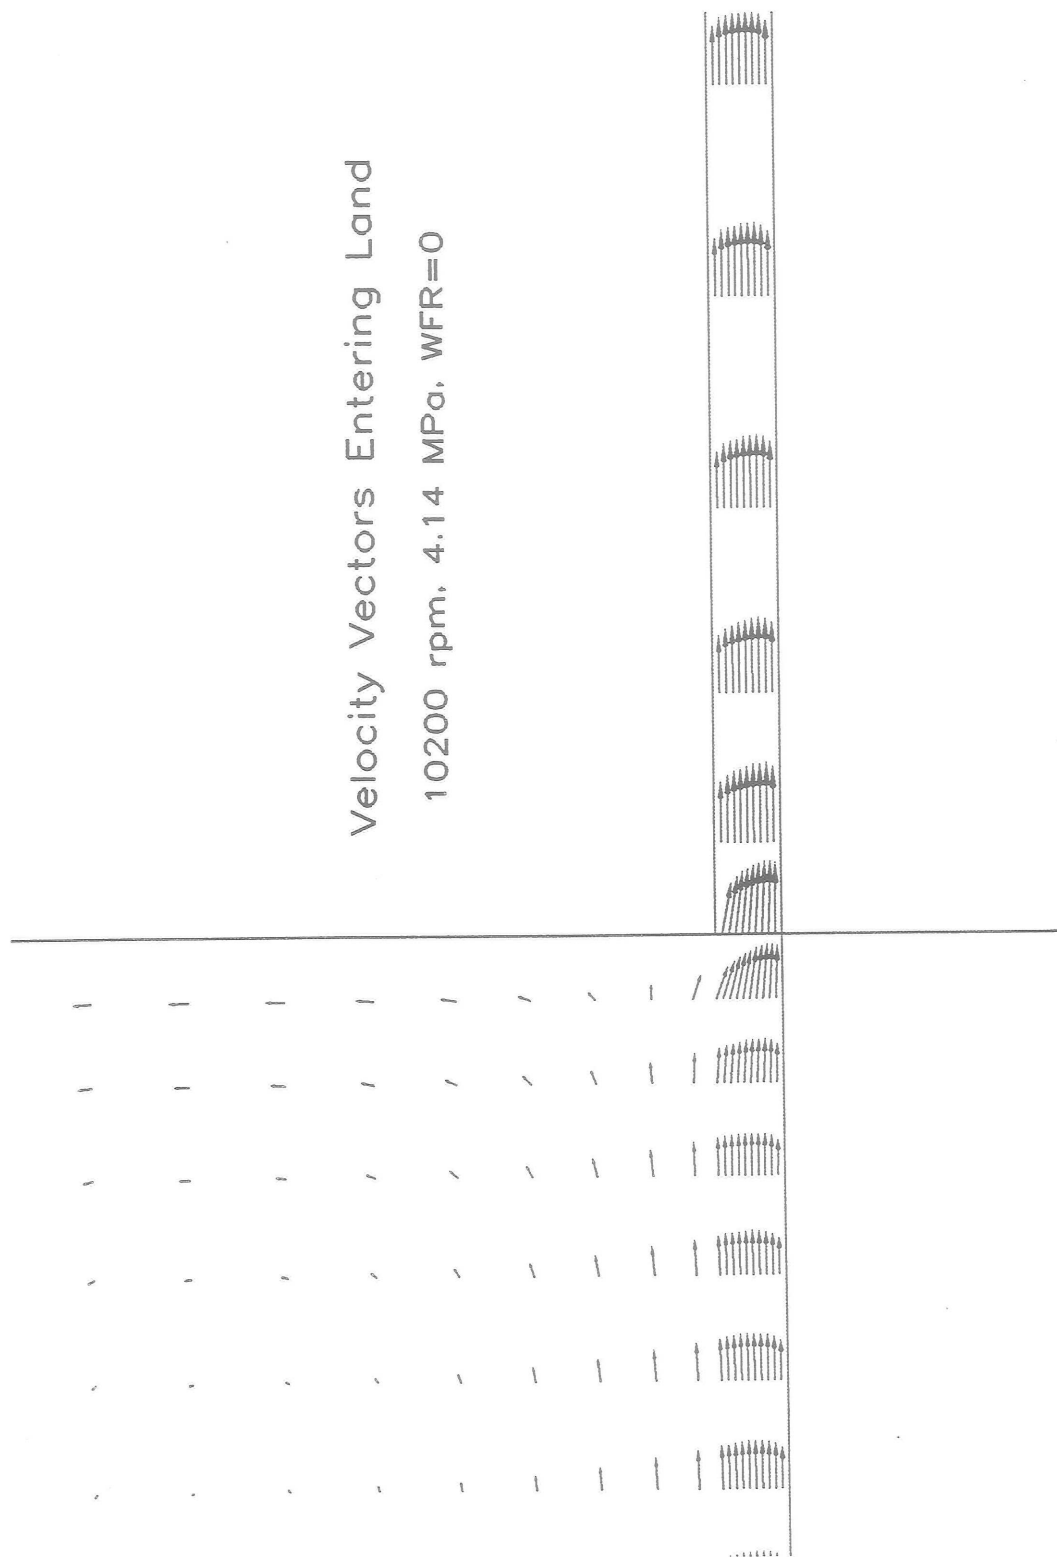 Velocity Vectors Entering Land
10200 rpm, 4.14 MPa, WFR=0